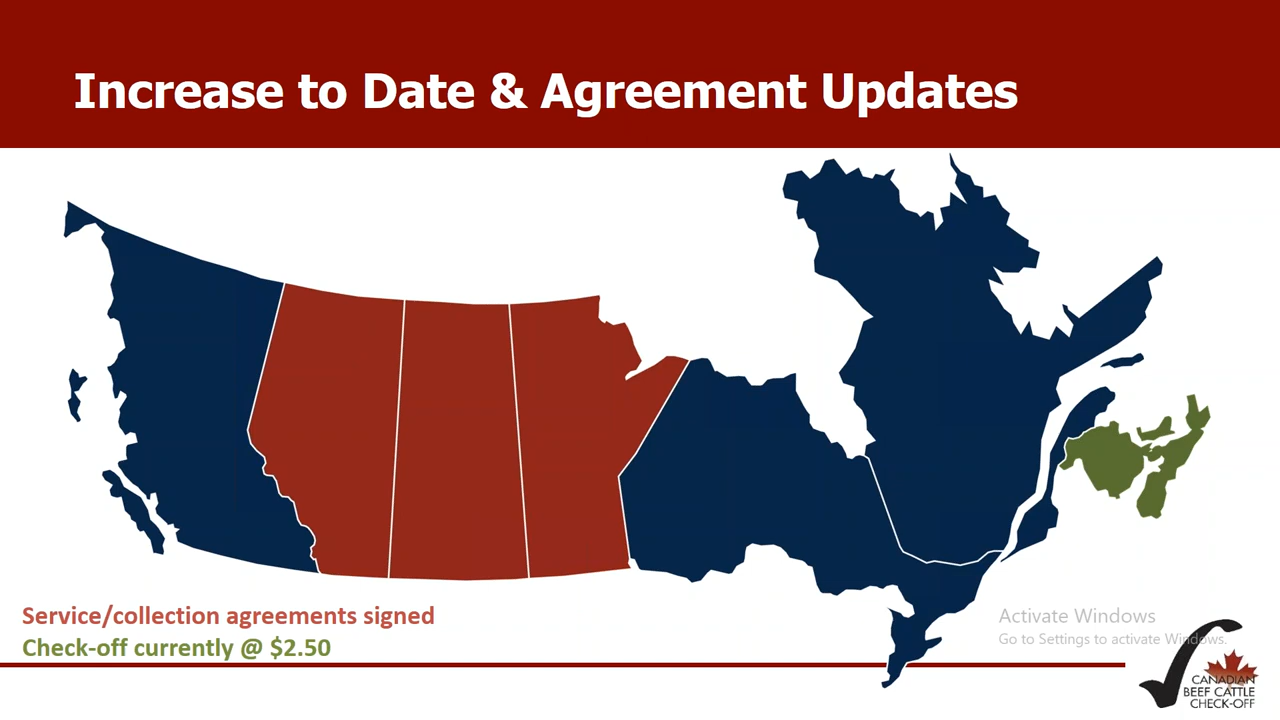 Increase to Date & Agreement Updates
Service/collection agreements signed
Check-off currently @ $2.50
Activate Windows
Go to Settings to activate Windows.
CANADIAN
BEEF CATTLE
CHECK-OFF